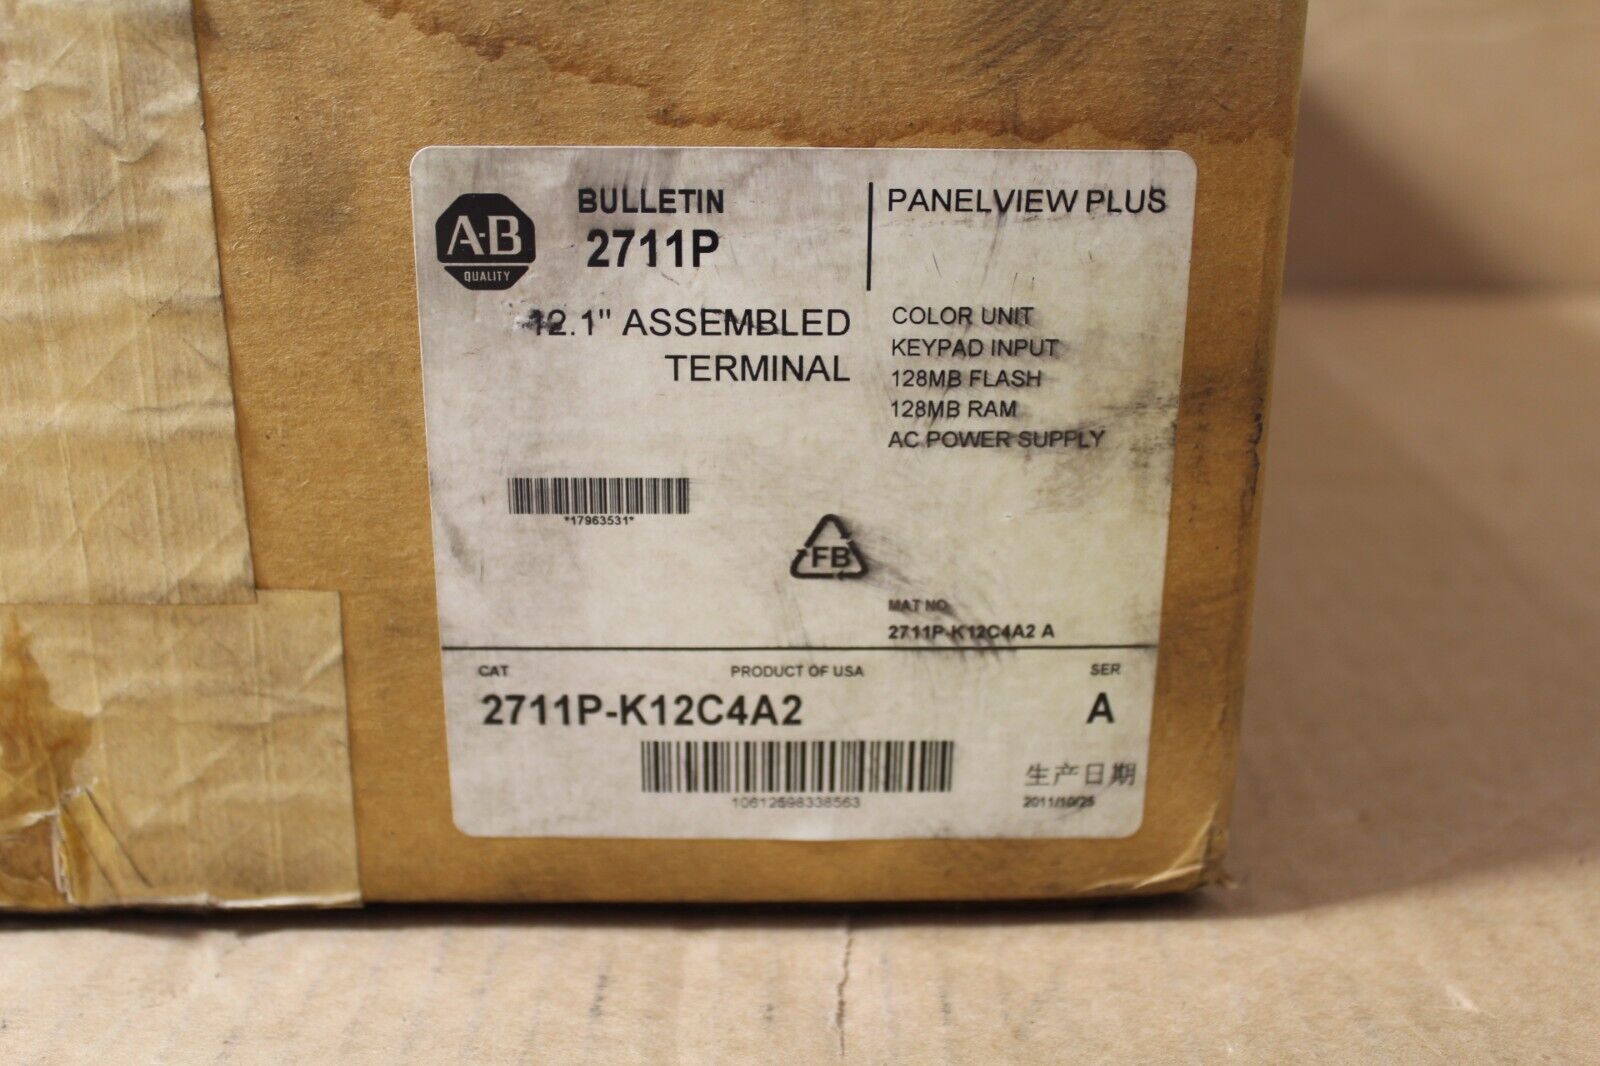 A-B
QUALITY
BULLETIN
2711P
PANELVIEW PLUS
12.1" ASSEMBLED
TERMINAL
COLOR UNIT
KEYPAD INPUT
128MB FLASH
128MB RAM
AC POWER SUPPLY
*17963531*
FB
MAT NO
2711P-K12C4A2 A
CAT
PRODUCT OF USA
SER
2711P-K12C4A2
A
10612598338563
生产日期
2011/10/25